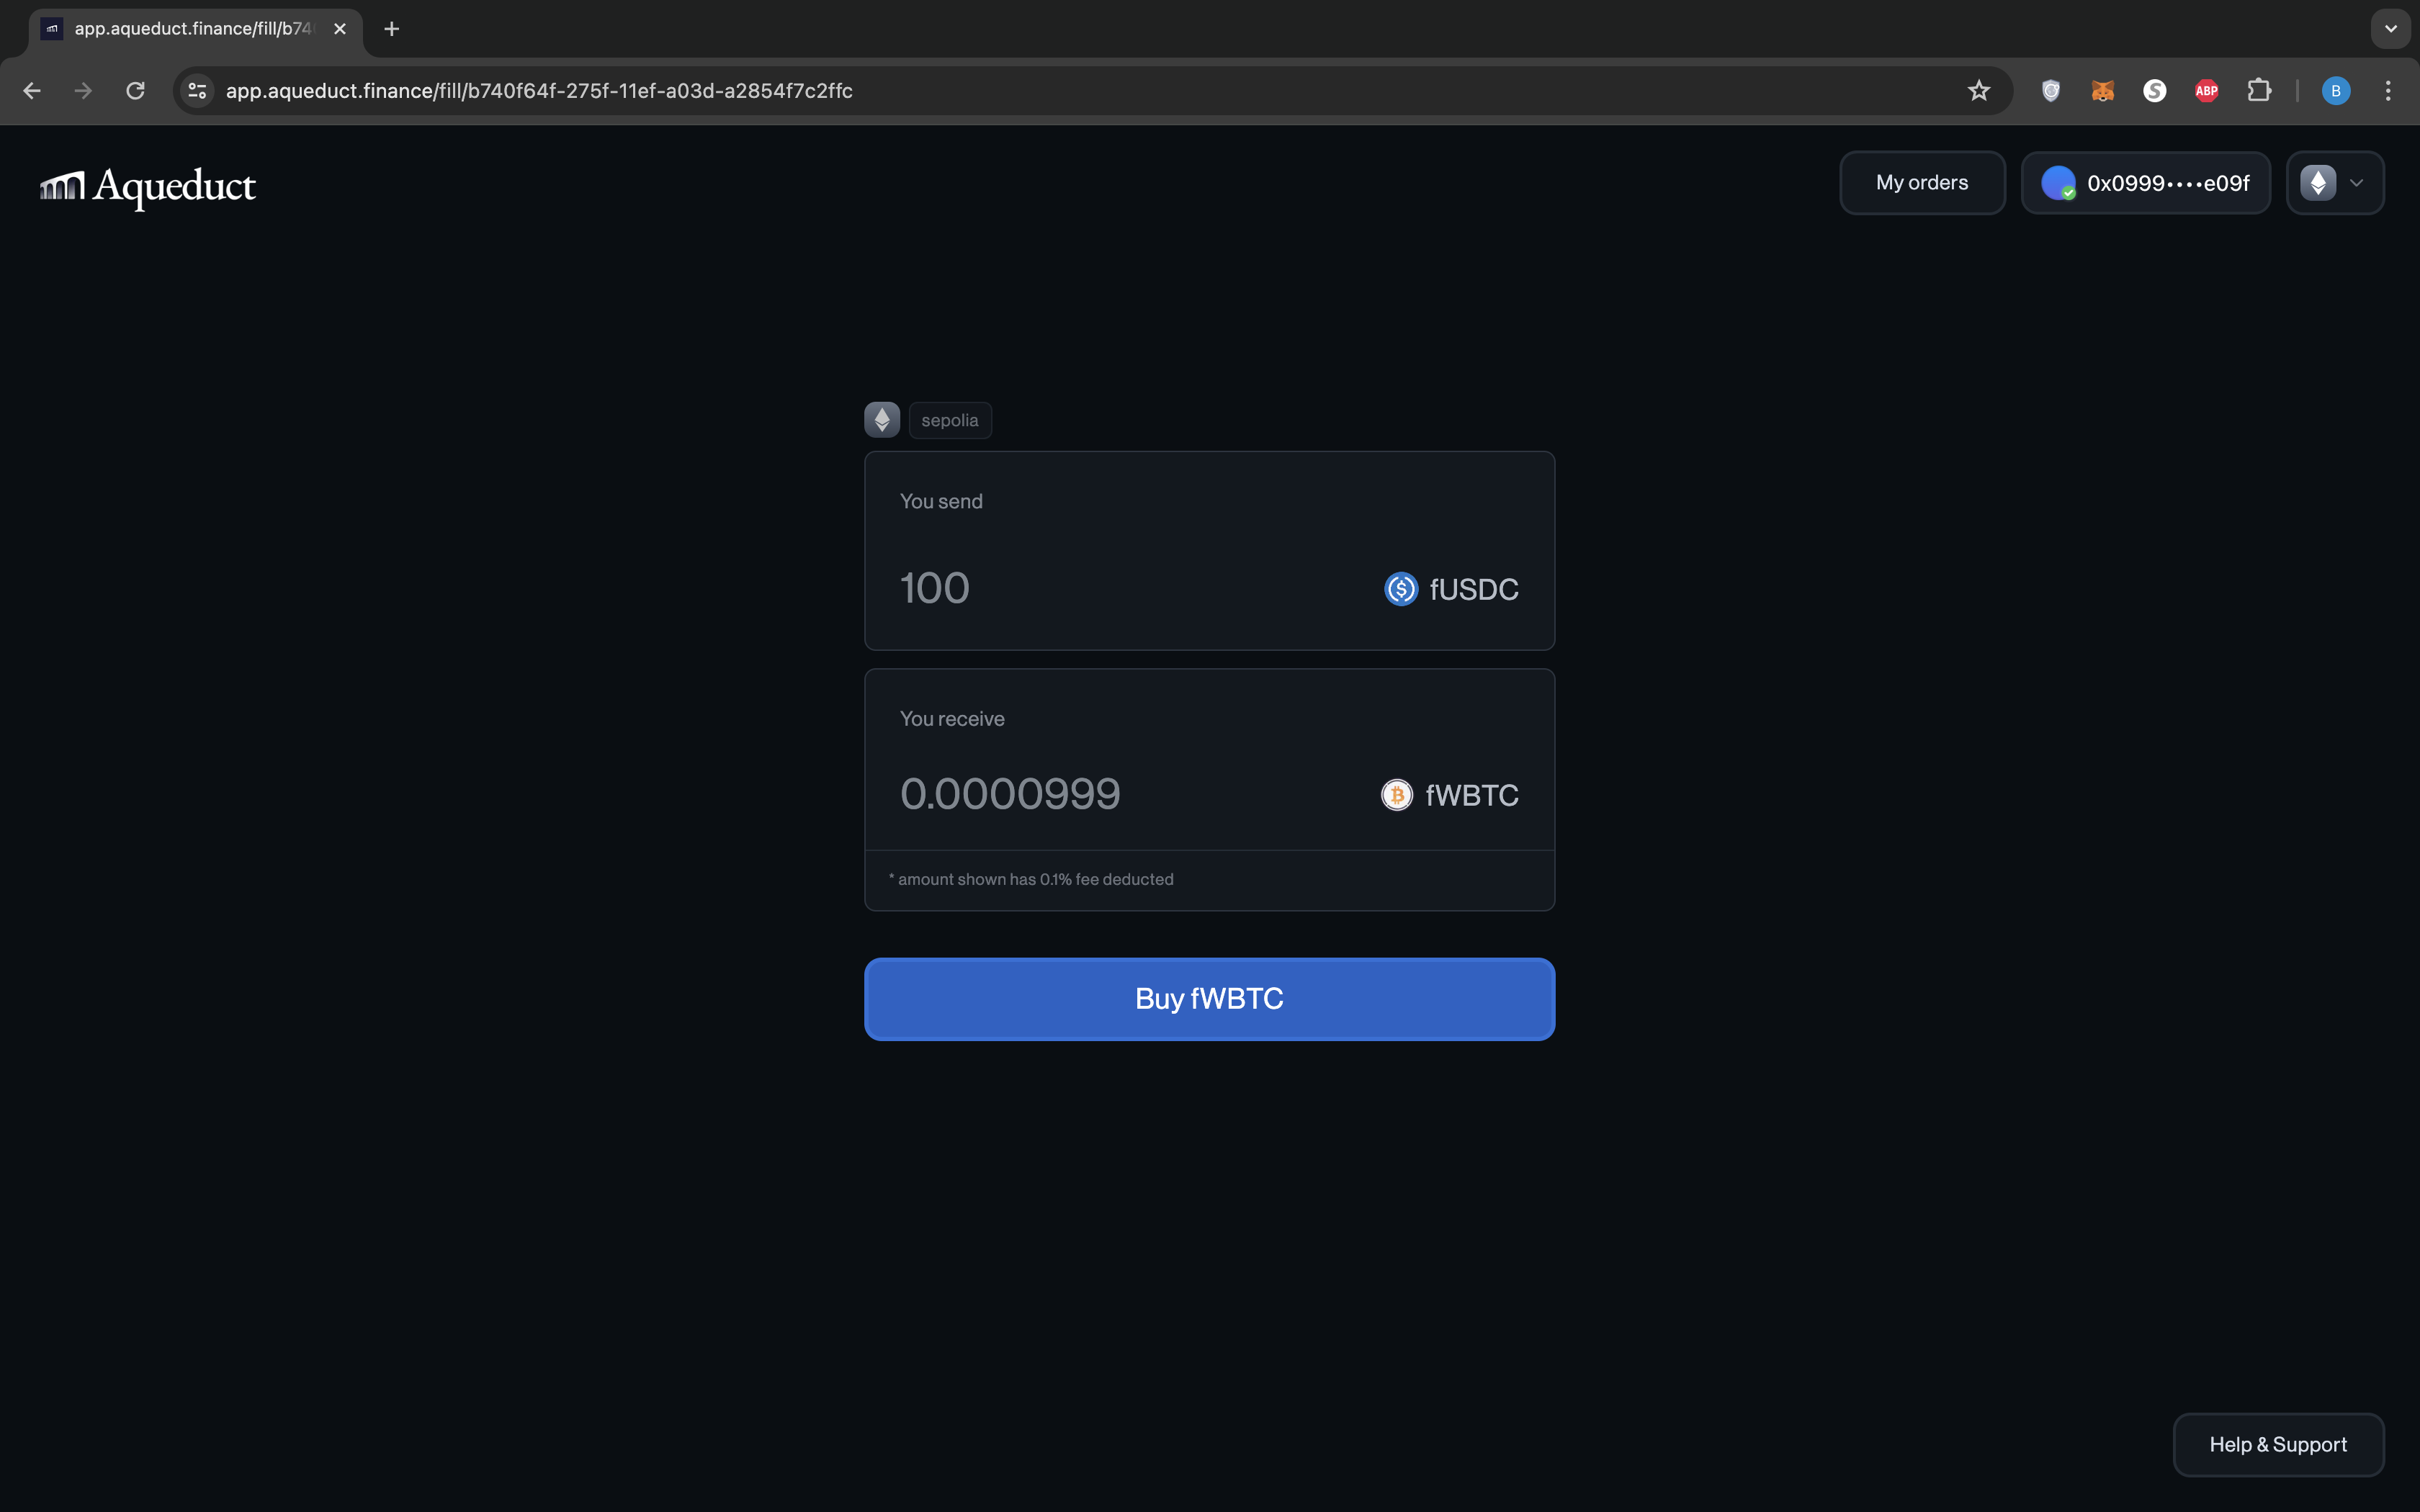 app.aqueduct.finance/fill/b74
app.aqueduct.finance/fill/b740f64f-275f-11ef-a03d-a2854f7c2ffc
S
ABP
B
Aqueduct
My orders
0x0999••••e09f
sepolia
You send
100
$ fUSDC
You receive
0.0000999
fWBTC
* amount shown has 0.1% fee deducted
Buy fWBTC
Help & Support